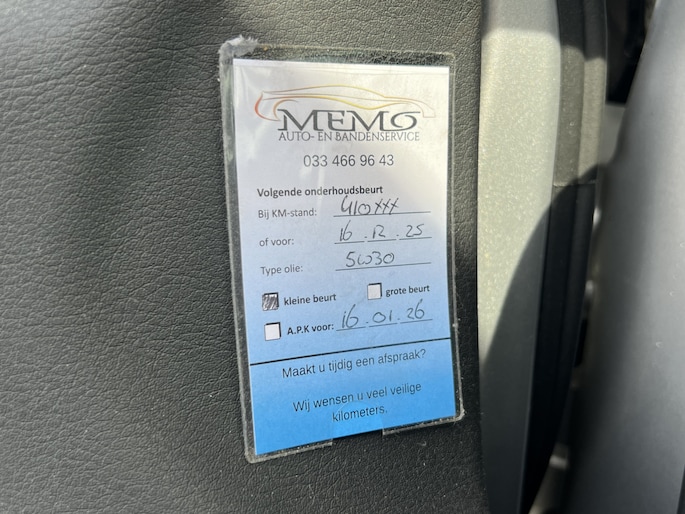 MEMO
AUTO- EN BANDENSERVICE
033 466 96 43
Volgende onderhoudsbeurt
Bij KM-stand: 410xxx
of voor: 16.12.25
Type olie: 5W30
kleine beurt grote beurt
A.P.K voor: 16.01.26
Maakt u tijdig een afspraak?
Wij wensen u veel veilige
kilometers,